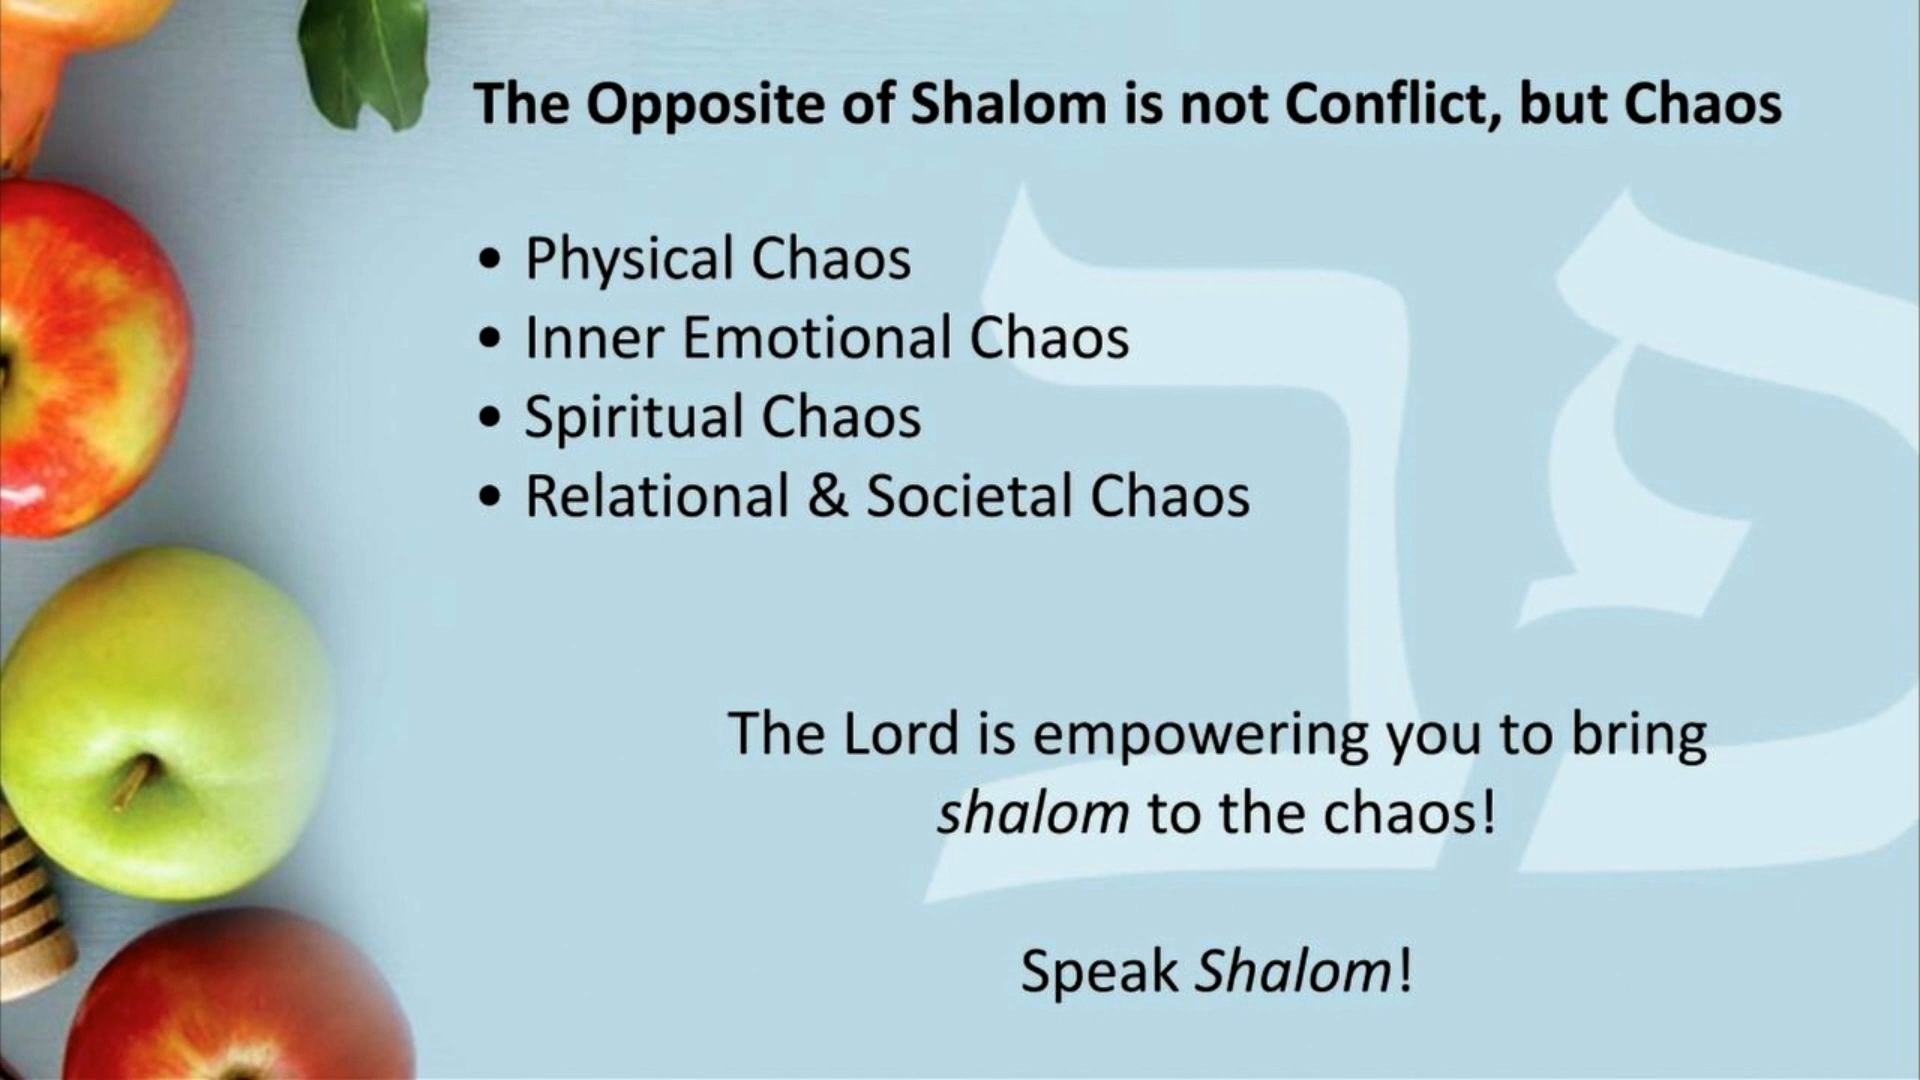 The Opposite of Shalom is not Conflict, but Chaos
• Physical Chaos
• Inner Emotional Chaos
• Spiritual Chaos
• Relational & Societal Chaos
פב
The Lord is empowering you to bring
shalom to the chaos!
Speak Shalom!